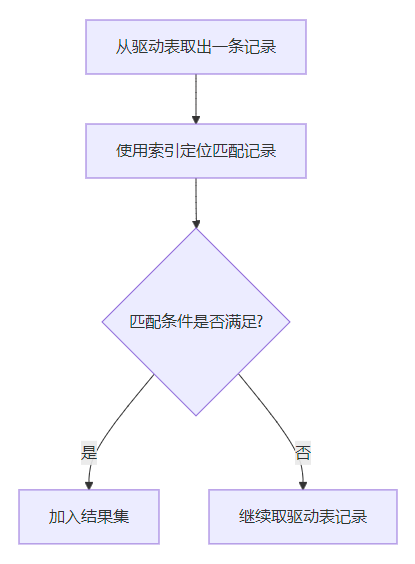 从驱动表取出一条记录
使用索引定位匹配记录
匹配条件是否满足?
是
否
加入结果集
继续取驱动表记录